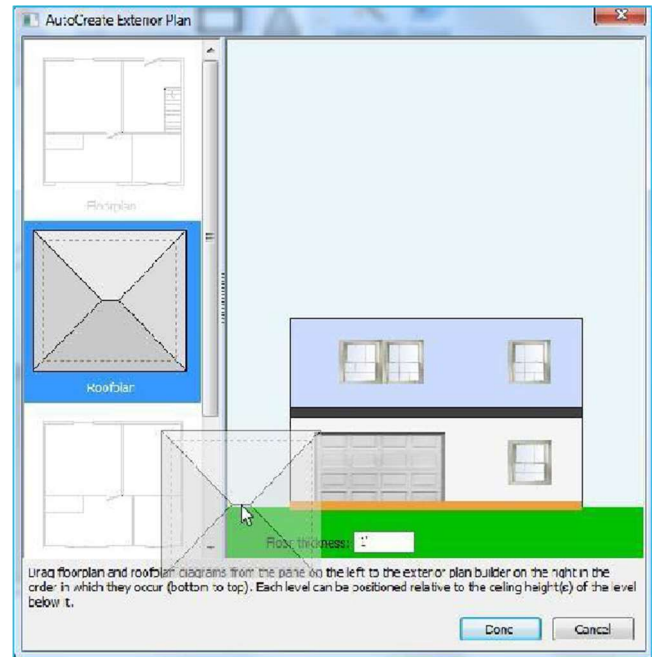 AutoCreate Exterior Plan
Floorplan
Roofplan
Floor thickness: 1'
Drag floorplan and roofplan diagrams from the pane on the left to the exterior plan builder on the right in the
order in which they occur (bottom to top). Each level can be positioned relative to the ceiling height(s) of the level
below it.
Done Cancel